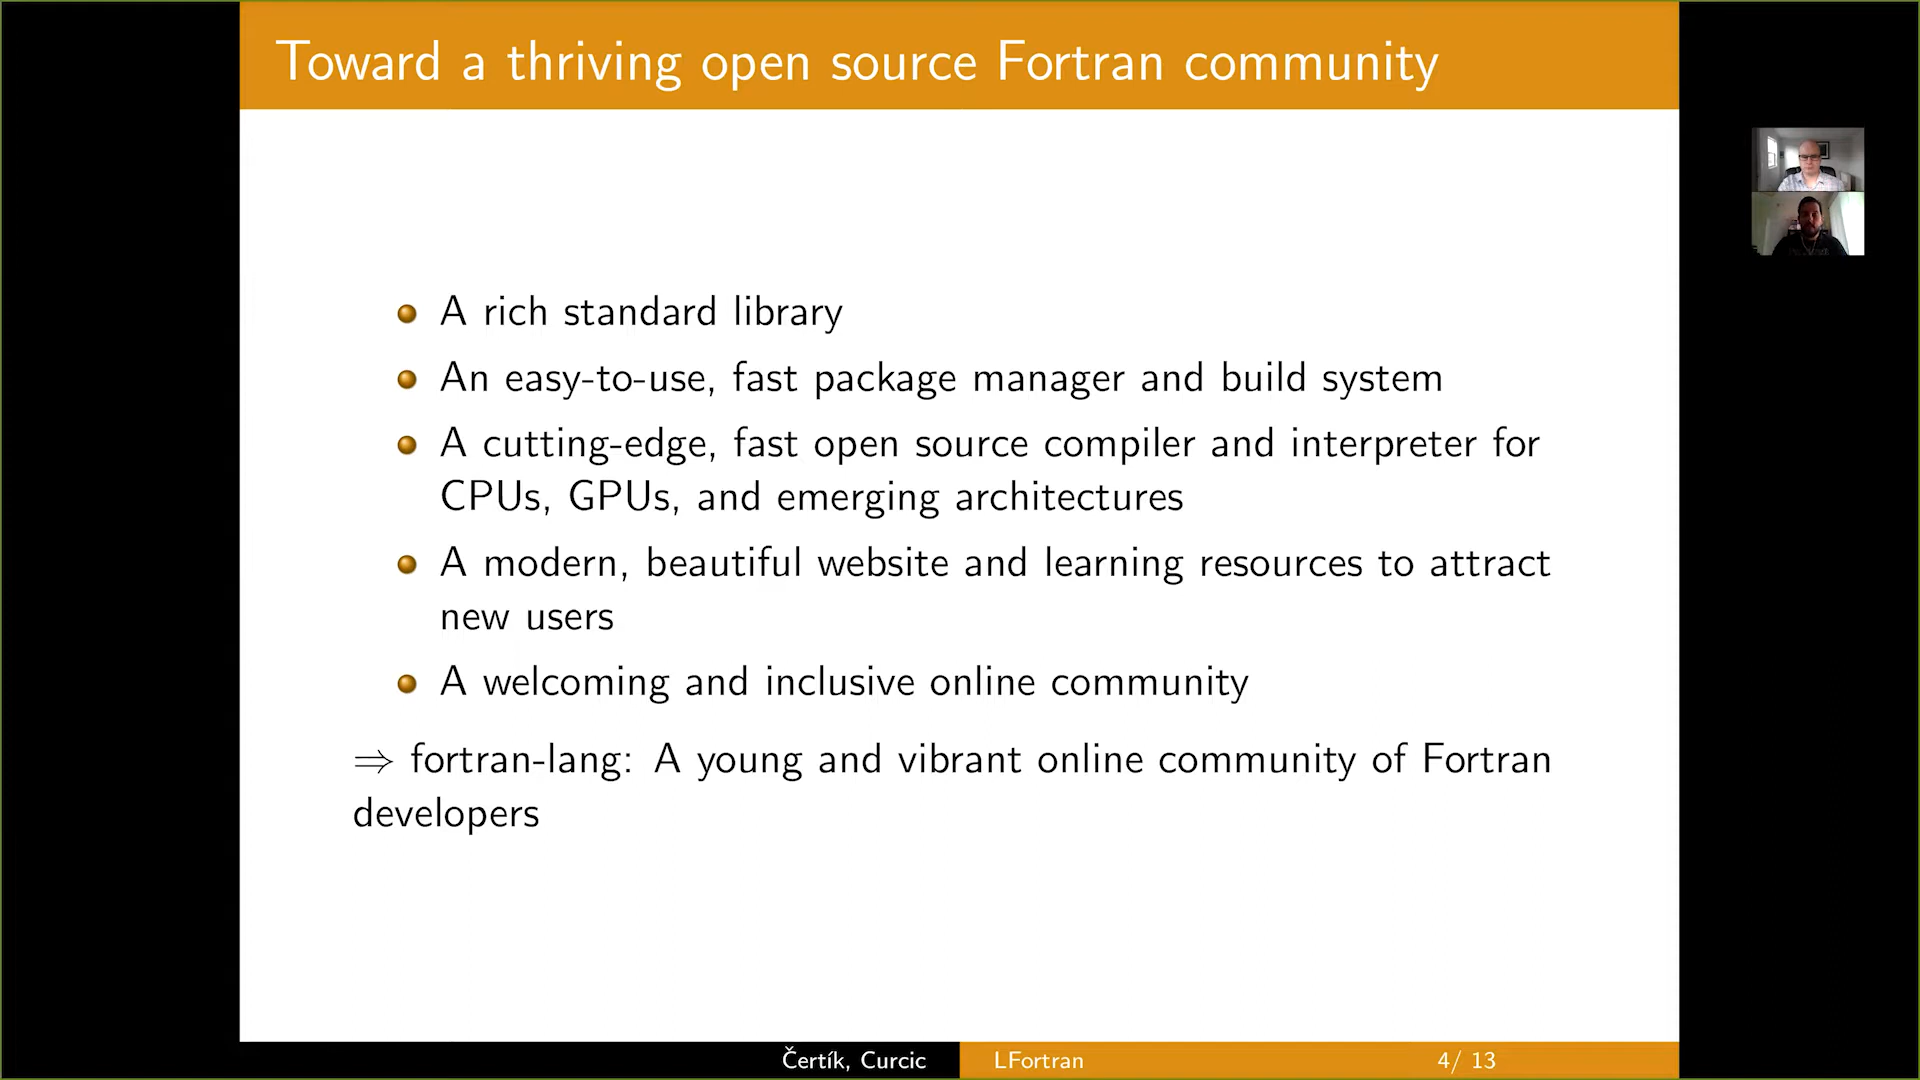 Toward a thriving open source Fortran community
A rich standard library
An easy-to-use, fast package manager and build system
A cutting-edge, fast open source compiler and interpreter for
CPUs, GPUs, and emerging architectures
A modern, beautiful website and learning resources to attract
new users
A welcoming and inclusive online community
⇒ fortran-lang: A young and vibrant online community of Fortran
developers
Čertík, Curcic LFortran 4/ 13